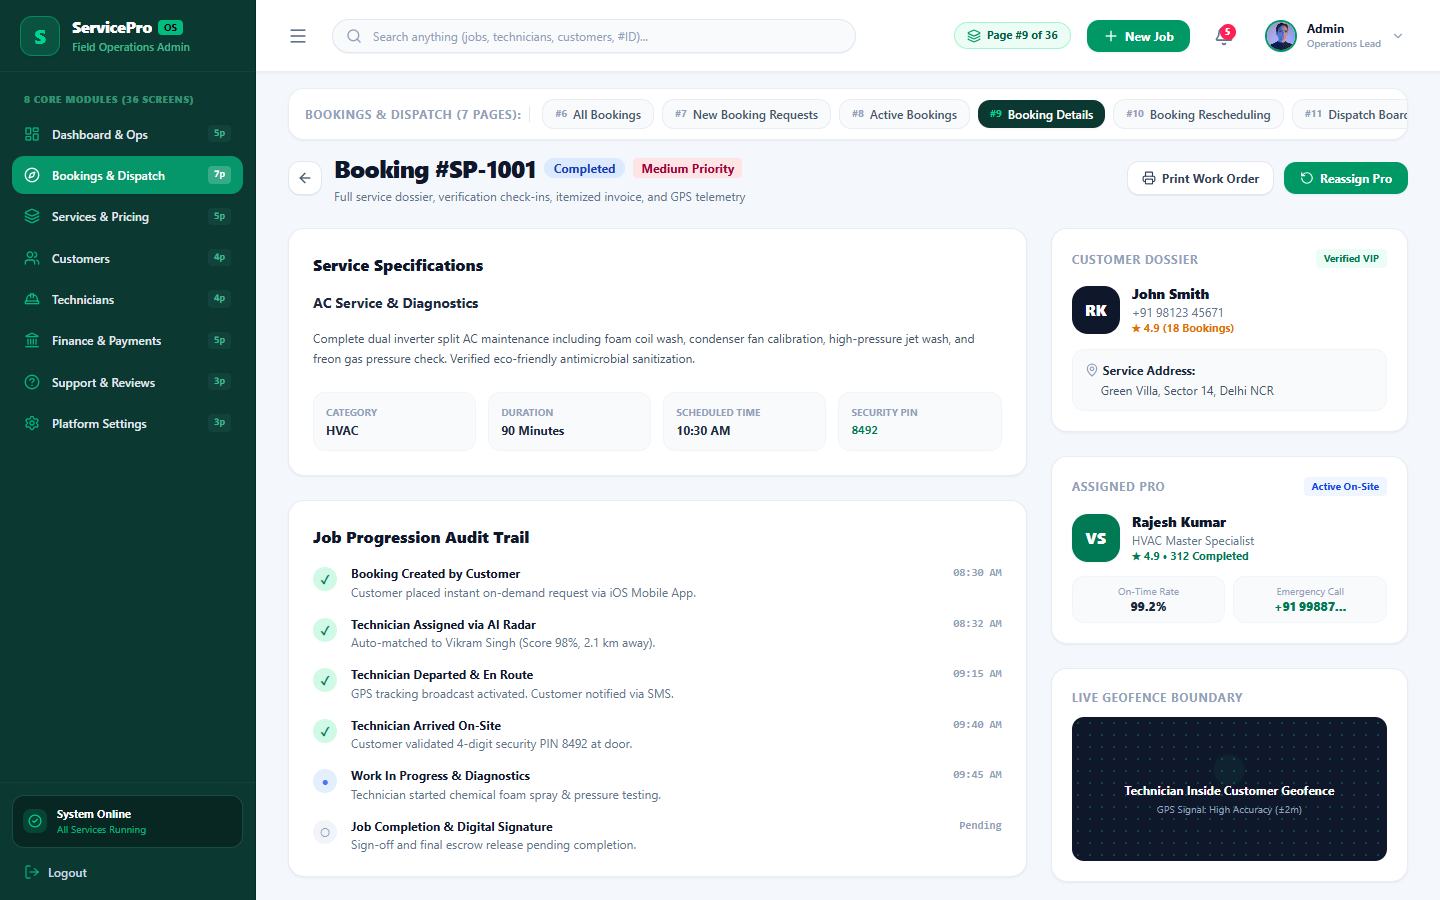 S
ServicePro OS
Field Operations Admin
8 CORE MODULES (36 SCREENS)
Dashboard & Ops 5p
Bookings & Dispatch 7p
Services & Pricing 5p
Customers 4p
Technicians 4p
Finance & Payments 5p
Support & Reviews 3p
Platform Settings 3p
System Online
All Services Running
Logout
Search anything (jobs, technicians, customers, #ID)...
Page #9 of 36
New Job
5
Admin
Operations Lead
BOOKINGS & DISPATCH (7 PAGES):
#6 All Bookings
#7 New Booking Requests
#8 Active Bookings
#9 Booking Details
#10 Booking Rescheduling
#11 Dispatch Board
Booking #SP-1001 Completed Medium Priority
Full service dossier, verification check-ins, itemized invoice, and GPS telemetry
Print Work Order
Reassign Pro
Service Specifications
AC Service & Diagnostics
Complete dual inverter split AC maintenance including foam coil wash, condenser fan calibration, high-pressure jet wash, and
freon gas pressure check. Verified eco-friendly antimicrobial sanitization.
CATEGORY
HVAC
DURATION
90 Minutes
SCHEDULED TIME
10:30 AM
SECURITY PIN
8492
Job Progression Audit Trail
Booking Created by Customer 08:30 AM
Customer placed instant on-demand request via iOS Mobile App.
Technician Assigned via AI Radar 08:32 AM
Auto-matched to Vikram Singh (Score 98%, 2.1 km away).
Technician Departed & En Route 09:15 AM
GPS tracking broadcast activated. Customer notified via SMS.
Technician Arrived On-Site 09:40 AM
Customer validated 4-digit security PIN 8492 at door.
Work In Progress & Diagnostics 09:45 AM
Technician started chemical foam spray & pressure testing.
Job Completion & Digital Signature Pending
Sign-off and final escrow release pending completion.
CUSTOMER DOSSIER Verified VIP
RK
John Smith
+91 98123 45671
★ 4.9 (18 Bookings)
Service Address:
Green Villa, Sector 14, Delhi NCR
ASSIGNED PRO Active On-Site
VS
Rajesh Kumar
HVAC Master Specialist
★ 4.9 • 312 Completed
On-Time Rate
99.2%
Emergency Call
+91 99887...
LIVE GEOFENCE BOUNDARY
Technician Inside Customer Geofence
GPS Signal: High Accuracy (±2m)